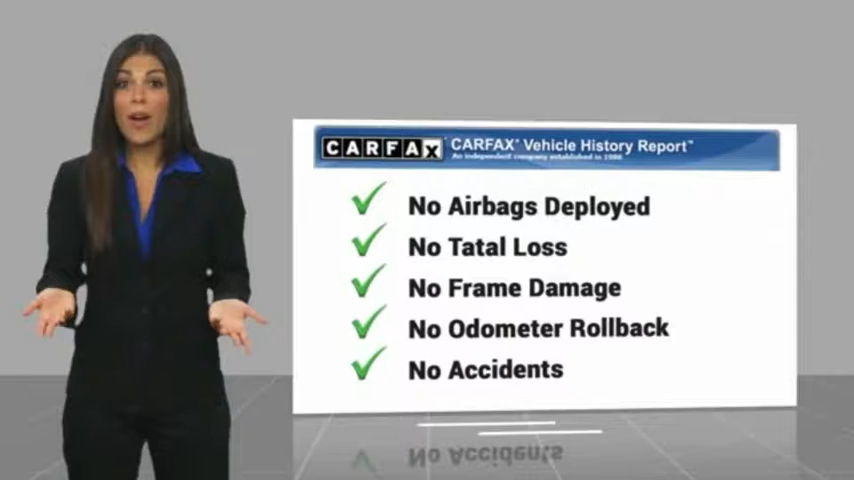 CARFAX CARFAX® Vehicle History Report™
An independent company established in 1986
No Airbags Deployed
No Tatal Loss
No Frame Damage
No Odometer Rollback
No Accidents
No Accidents